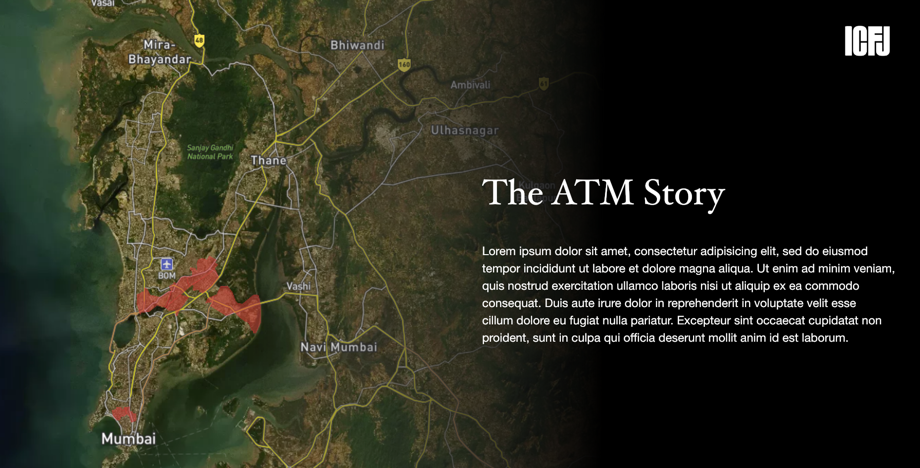 Vasai
48
Mira-
Bhayandar
Bhiwandi
160
Ambivali
61
Ulhasnagar
Sanjay Gandhi
National Park
Thane
BOM
Vashi
Navi Mumbai
Mumbai
ICFJ
The ATM Story
Lorem ipsum dolor sit amet, consectetur adipisicing elit, sed do eiusmod
tempor incididunt ut labore et dolore magna aliqua. Ut enim ad minim veniam,
quis nostrud exercitation ullamco laboris nisi ut aliquip ex ea commodo
consequat. Duis aute irure dolor in reprehenderit in voluptate velit esse
cillum dolore eu fugiat nulla pariatur. Excepteur sint occaecat cupidatat non
proident, sunt in culpa qui officia deserunt mollit anim id est laborum.